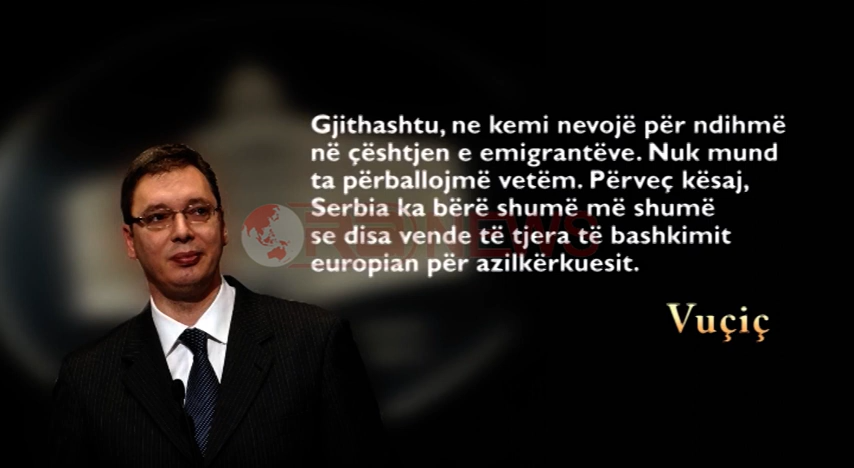 Gjithashtu, ne kemi nevojë për ndihmë
në çështjen e emigrantëve. Nuk mund
ta përballojmë vetëm. Përveç kësaj,
Serbia ka bërë shumë më shumë
se disa vende të tjera të bashkimit
europian për azilkërkuesit.
Vuçiç